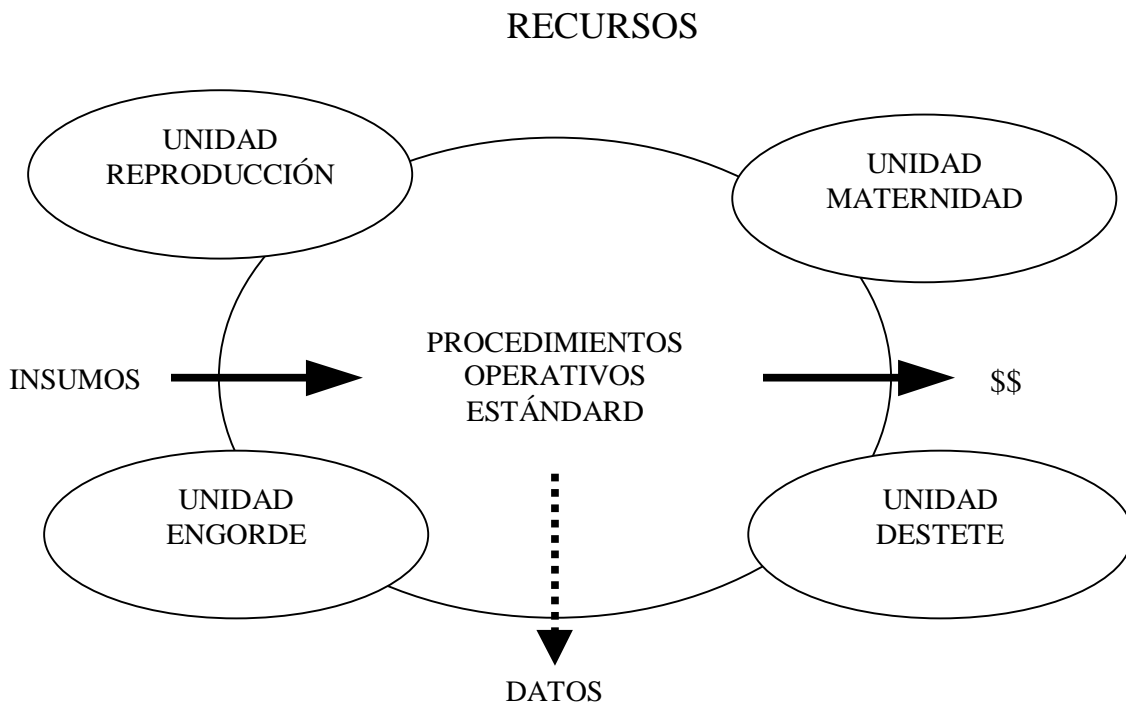 RECURSOS
UNIDAD
REPRODUCCIÓN
UNIDAD
MATERNIDAD
INSUMOS
PROCEDIMIENTOS
OPERATIVOS
ESTÁNDARD
$$
UNIDAD
ENGORDE
UNIDAD
DESTETE
DATOS